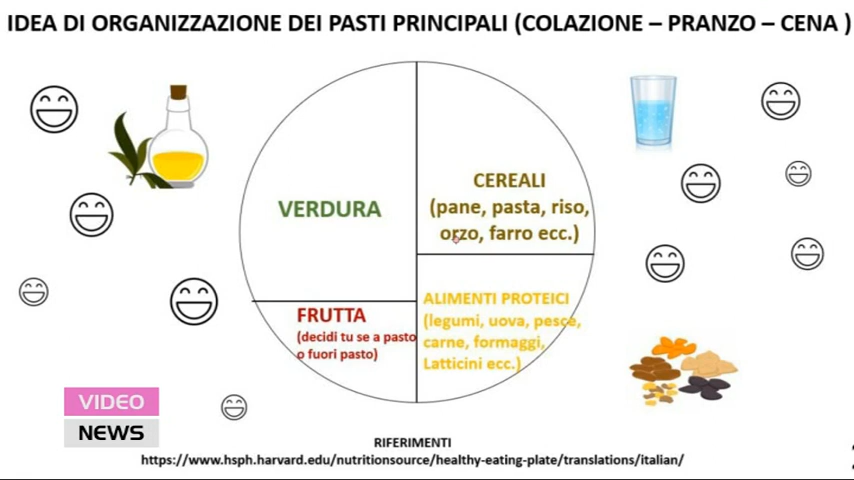 IDEA DI ORGANIZZAZIONE DEI PASTI PRINCIPALI (COLAZIONE – PRANZO – CENA )
VERDURA
CEREALI
(pane, pasta, riso,
orzo, farro ecc.)
FRUTTA
(decidi tu se a pasto
o fuori pasto)
ALIMENTI PROTEICI
(legumi, uova, pesce,
carne, formaggi,
Latticini ecc.)
VIDEO
NEWS
RIFERIMENTI
https://www.hsph.harvard.edu/nutritionsource/healthy-eating-plate/translations/italian/